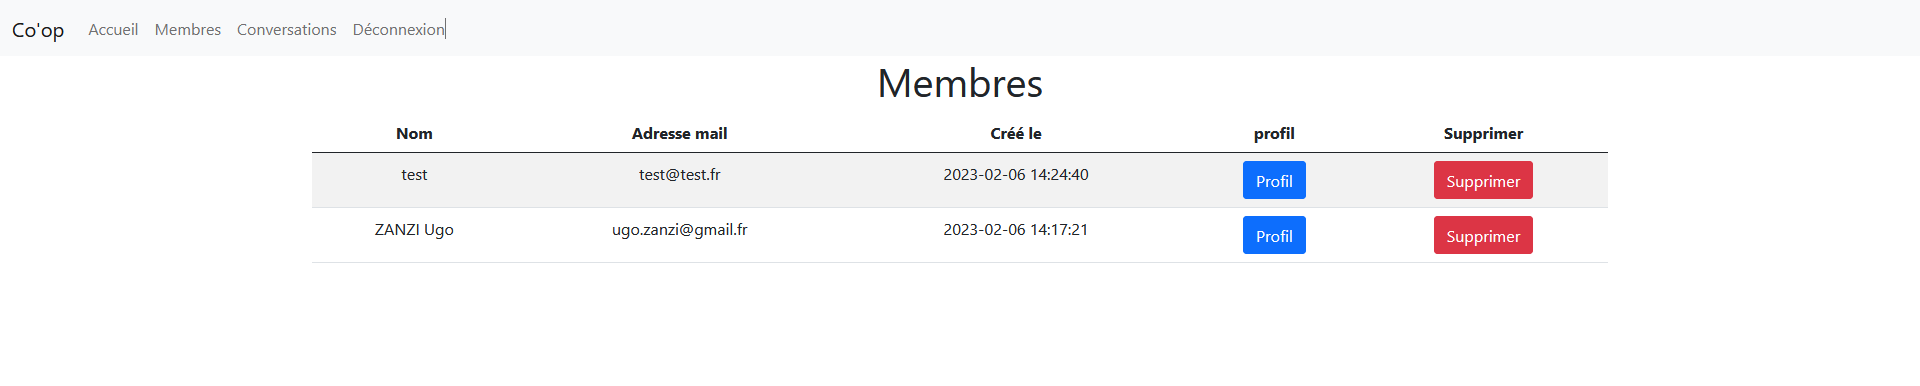 Co'op Accueil Membres Conversations Déconnexion
Membres
Nom Adresse mail Créé le profil Supprimer
test test@test.fr 2023-02-06 14:24:40 Profil Supprimer
ZANZI Ugo ugo.zanzi@gmail.fr 2023-02-06 14:17:21 Profil Supprimer